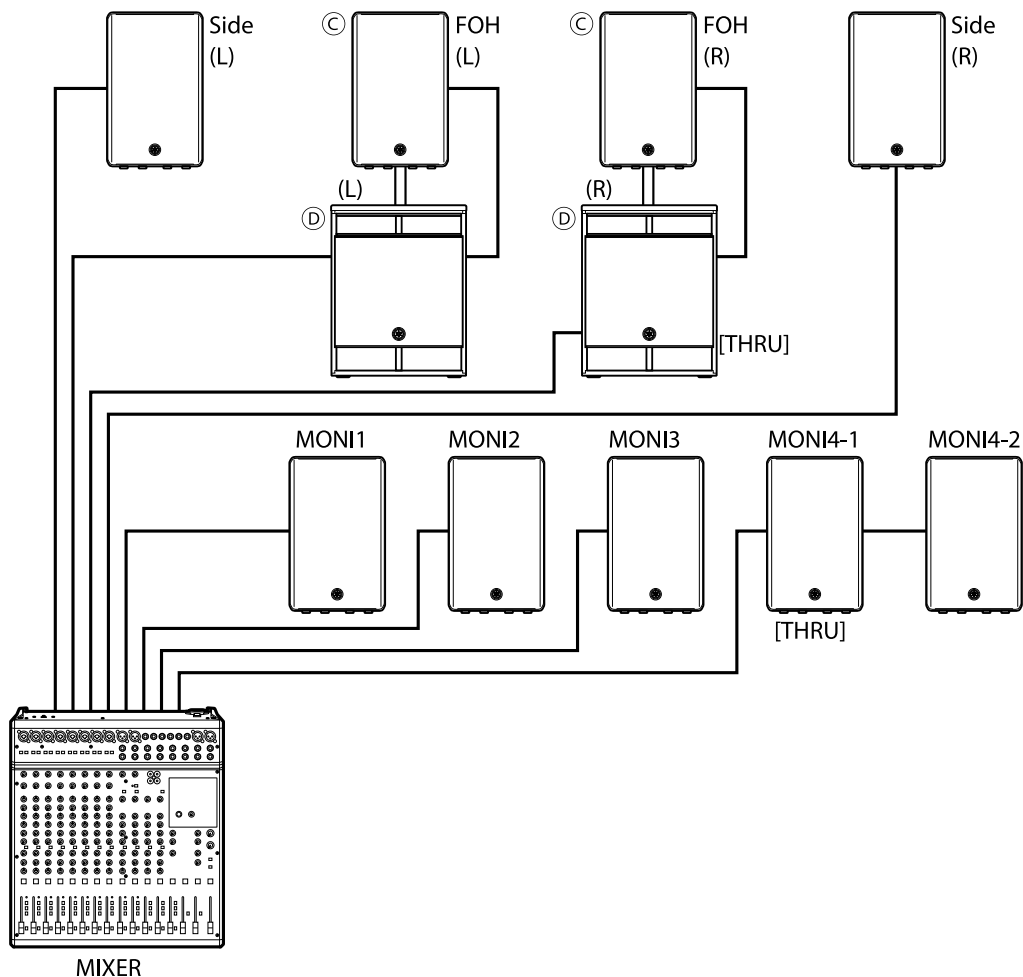 Side
(L)
Ⓒ FOH
(L)
Ⓒ FOH
(R)
Side
(R)
(L)
Ⓓ
(R)
Ⓓ
[THRU]
MONI1
MONI2
MONI3
MONI4-1
MONI4-2
[THRU]
MIXER